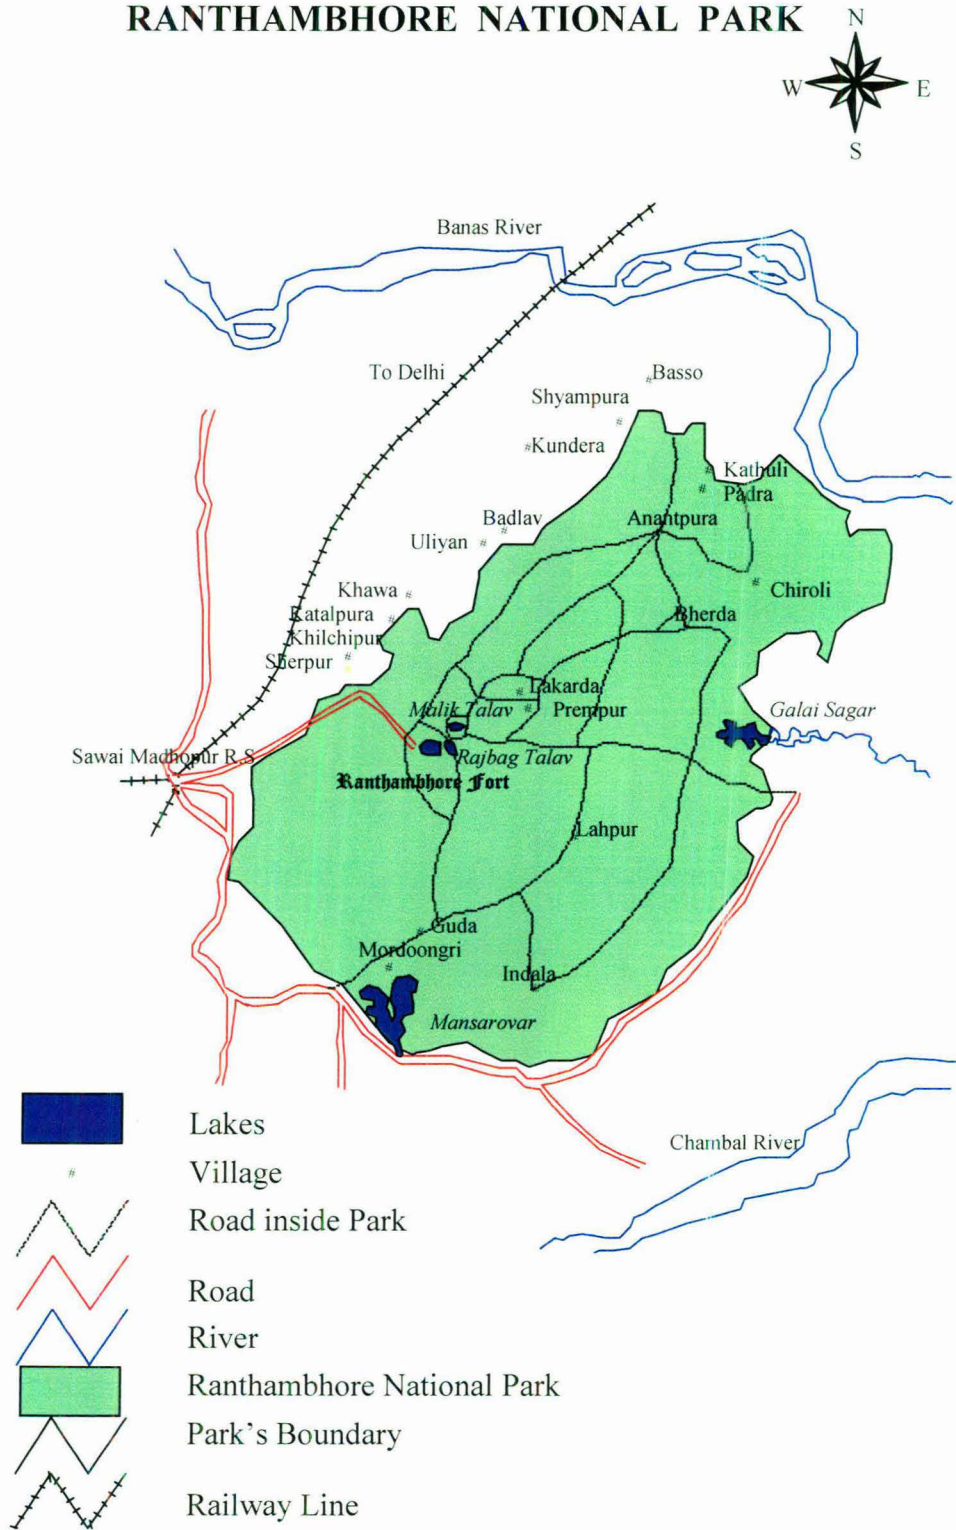 RANTHAMBHORE NATIONAL PARK
N
W E
S
Banas River
To Delhi
Basso
Shyampura
Kundera
Kathuli
Padra
Anantpura
Badlav
Uliyan
Chiroli
Khawa
Katalpura
Bherda
Khilchipur
Sherpur
Lakarda
Malik Talav
Prempur
Galai Sagar
Sawai Madhopur R.S
Rajbag Talav
Ranthambhore Fort
Lahpur
Guda
Mordoongri
Indala
Mansarovar
Chambal River
Lakes
Village
Road inside Park
Road
River
Ranthambhore National Park
Park's Boundary
Railway Line